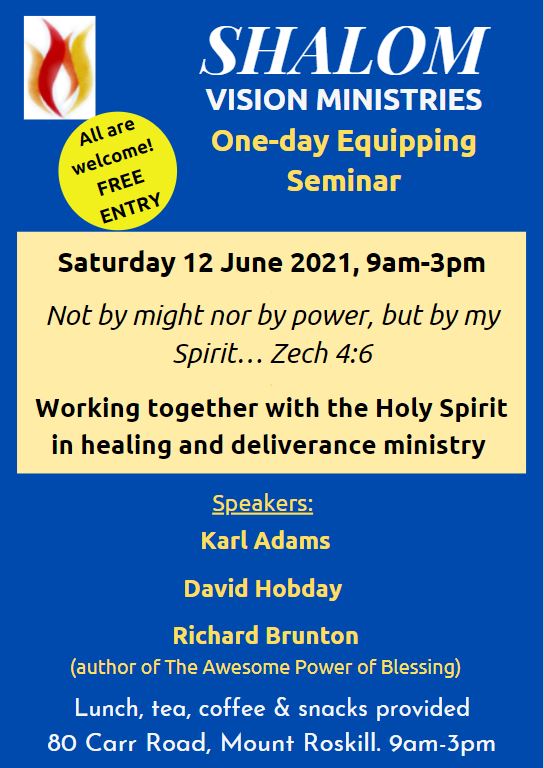 SHALOM
VISION MINISTRIES
One-day Equipping
Seminar
All are
welcome!
FREE
ENTRY
Saturday 12 June 2021, 9am-3pm
Not by might nor by power, but by my
Spirit... Zech 4:6
Working together with the Holy Spirit
in healing and deliverance ministry
Speakers:
Karl Adams
David Hobday
Richard Brunton
(author of The Awesome Power of Blessing)
Lunch, tea, coffee & snacks provided
80 Carr Road, Mount Roskill. 9am-3pm